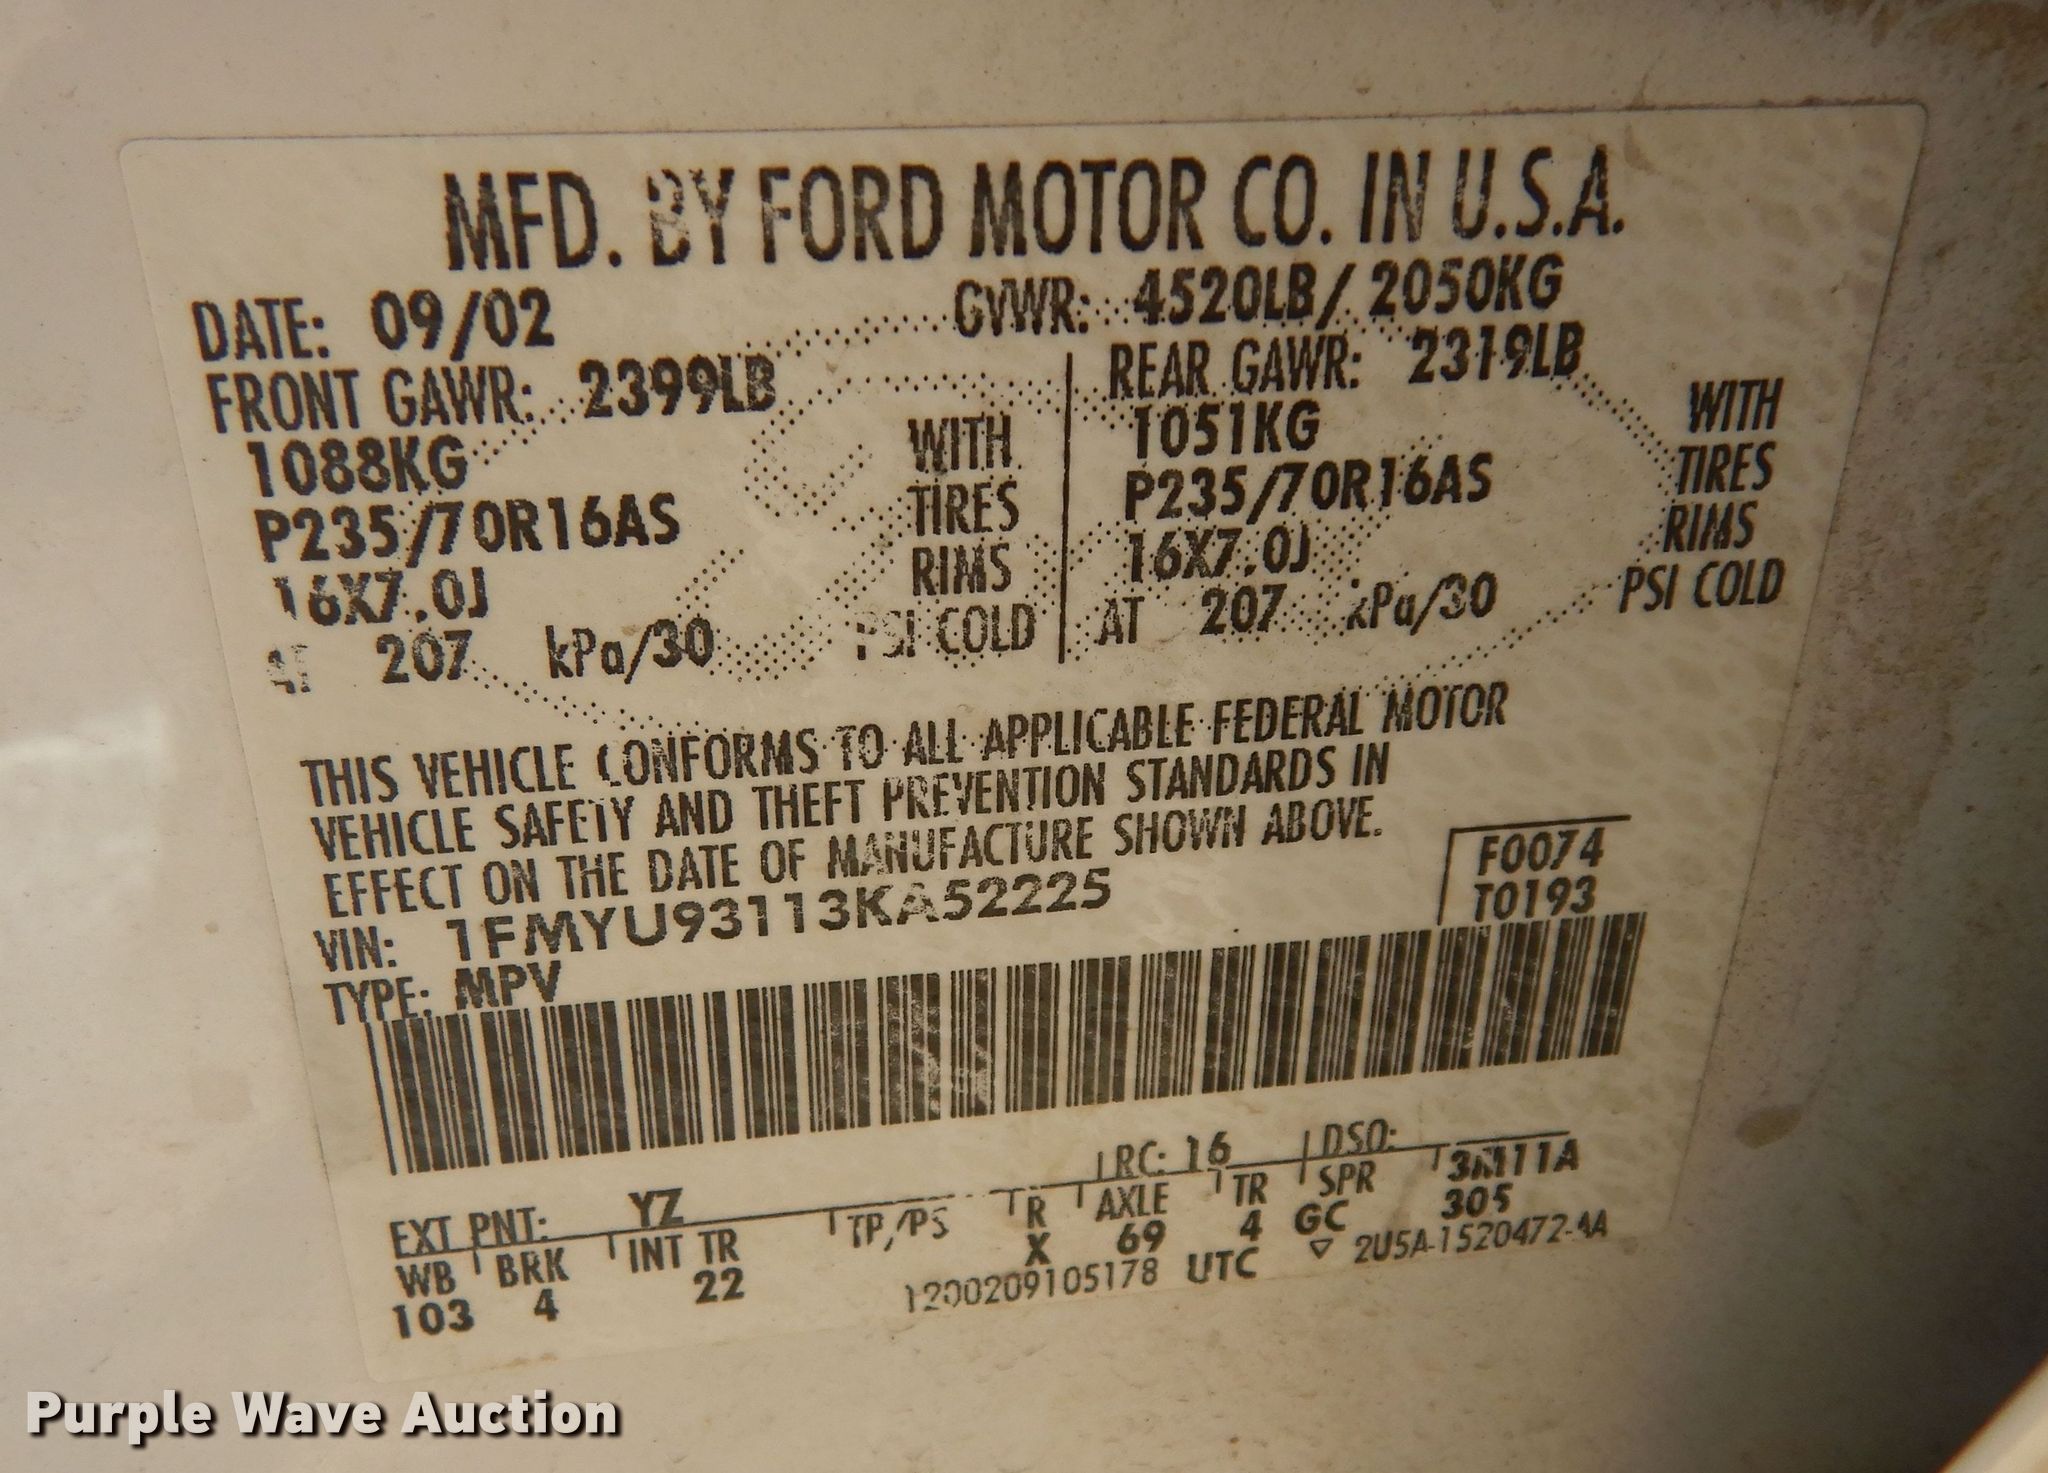 MFD. BY FORD MOTOR CO. IN U.S.A.
DATE: 09/02 GVWR: 4520LB/ 2050KG
FRONT GAWR: 2399LB REAR GAWR: 2319LB
1088KG WITH 1051KG WITH
P235/70R16AS TIRES P235/70R16AS TIRES
16X7.0J RIMS 16X7.0J RIMS
AT 207 kPa/30 PSI COLD AT 207 kPa/30 PSI COLD
THIS VEHICLE CONFORMS TO ALL APPLICABLE FEDERAL MOTOR
VEHICLE SAFETY AND THEFT PREVENTION STANDARDS IN
EFFECT ON THE DATE OF MANUFACTURE SHOWN ABOVE.
VIN: 1FMYU93113KA52225 F0074
TYPE: MPV T0193
EXT PNT: YZ RC: 16 DSO:
WB BRK INT TR TP/PS R AXLE TR SPR 3M11A
103 4 22 X 69 4 GC 305
1200209105178 UTC ▽ 2U5A-1520472-AA
Purple Wave Auction